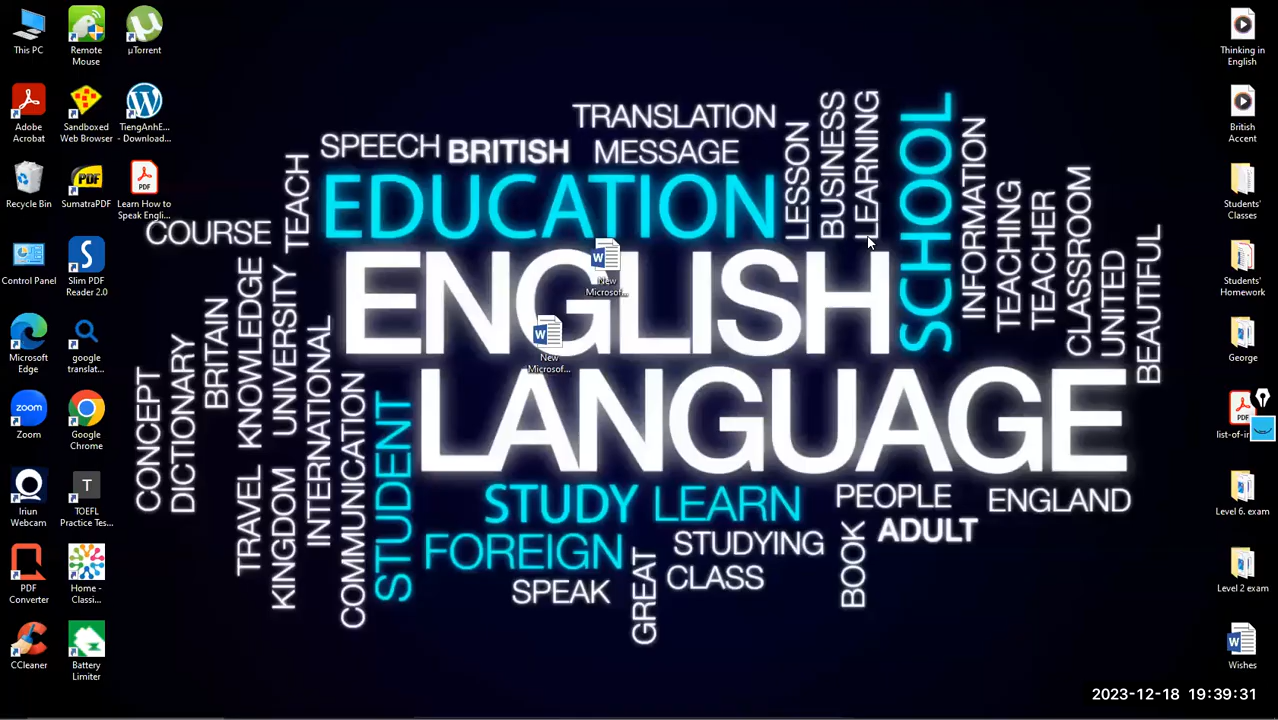 This PC
Remote
Mouse
µTorrent
Adobe
Acrobat
Sandboxed
Web Browser
TiengAnhE...
- Download...
Recycle Bin
SumatraPDF
Learn How to
Speak Engli...
Control Panel
Slim PDF
Reader 2.0
Microsoft
Edge
google
translat...
Zoom
Google
Chrome
Iriun
Webcam
TOEFL
Practice Tes...
PDF
Converter
Home -
Classi...
CCleaner
Battery
Limiter
TRANSLATION
SPEECH BRITISH MESSAGE
EDUCATION
COURSE
TEACH
LESSON
BUSINESS
LEARNING
SCHOOL
INFORMATION
TEACHING
TEACHER
CLASSROOM
UNITED
BEAUTIFUL
ENGLISH
New
Microsof...
New
Microsof...
LANGUAGE
CONCEPT
DICTIONARY
BRITAIN
KNOWLEDGE
UNIVERSITY
INTERNATIONAL
COMMUNICATION
TRAVEL
KINGDOM
STUDENT
STUDY LEARN PEOPLE ENGLAND
FOREIGN STUDYING ADULT
SPEAK
GREAT
CLASS
BOOK
Thinking in
English
British
Accent
Students'
Classes
Students'
Homework
George
PDF
Level 6. exam
Level 2 exam
Wishes
2023-12-18 19:39:31